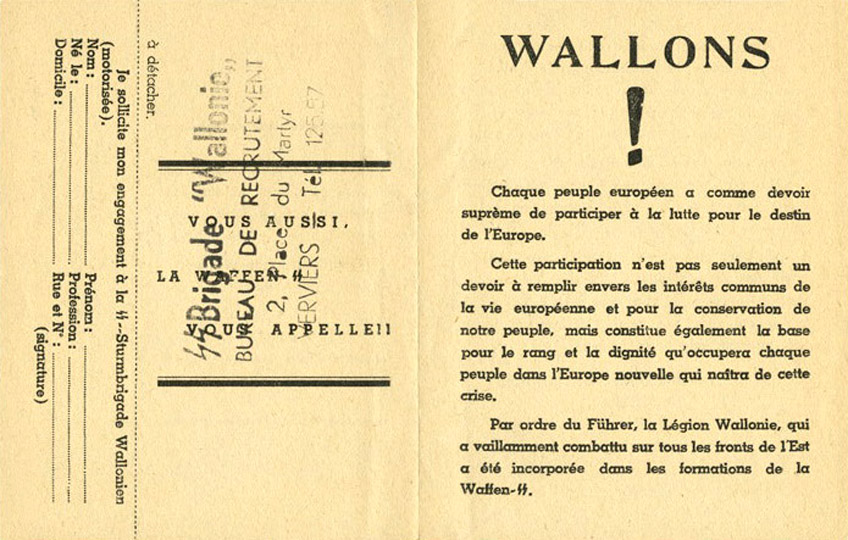 à détacher.
Je sollicite mon engagement à la ᛋᛋ--Sturmbrigade Wallonien
(motorisée).
Nom : Prénom :
Né le : Profession :
Domicile : Rue et N° :
(signature)
VOUS AUSSI,
LA WAFFEN ᛋᛋ
VOUS APPELLE!!
ᛋᛋ Brigade "Wallonie„
BUREAU DE RECRUTEMENT
2, Place du Martyr
VERVIERS Tél. 125.87
WALLONS
!
Chaque peuple européen a comme devoir
suprème de participer à la lutte pour le destin
de l'Europe.
Cette participation n'est pas seulement un
devoir à remplir envers les intérêts communs de
la vie européenne et pour la conservation de
notre peuple, mais constitue également la base
pour le rang et la dignité qu'occupera chaque
peuple dans l'Europe nouvelle qui naîtra de cette
crise.
Par ordre du Führer, la Légion Wallonie, qui
a vaillamment combattu sur tous les fronts de l'Est
a été incorporée dans les formations de la
Waffen-ᛋᛋ.